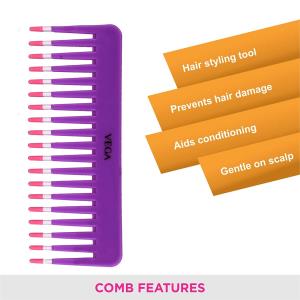 Hair styling tool
Prevents hair damage
Aids conditioning
Gentle on scalp
VEGA
COMB FEATURES